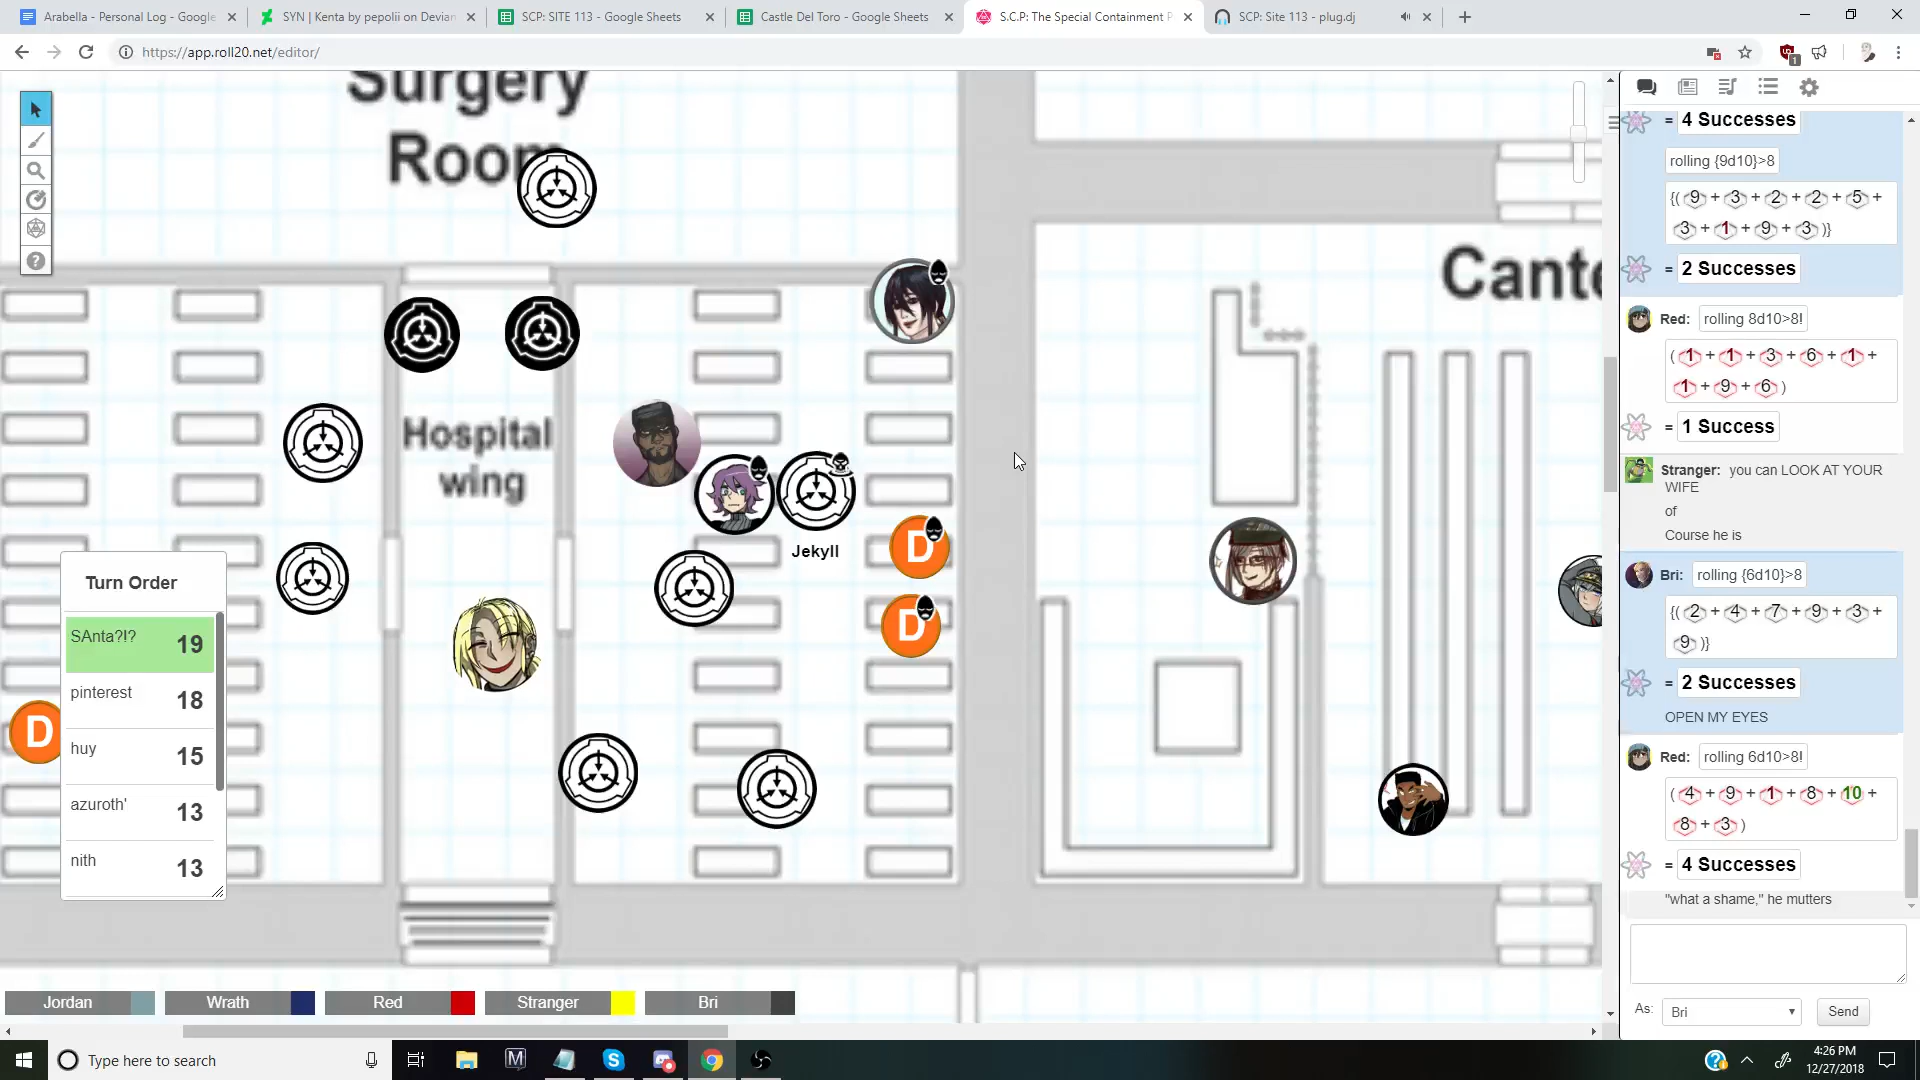 Arabella - Personal Log - Google
SYN | Kenta by pepolii on Devian
SCP: SITE 113 - Google Sheets
Castle Del Toro - Google Sheets
S.C.P: The Special Containment P
SCP: Site 113 - plug.dj
https://app.roll20.net/editor/
1
Surgery
Room
Hospital
wing
Jekyll
D
D
D
Turn Order
SAnta?!? 19
pinterest 18
huy 15
azuroth' 13
nith 13
Jordan
Wrath
Red
Stranger
Bri
= 4 Successes
rolling {9d10}>8
{( 9 + 3 + 2 + 2 + 5 +
3 + 1 + 9 + 3 )}
= 2 Successes
Red: rolling 8d10>8!
( 1 + 1 + 3 + 6 + 1 +
1 + 9 + 6 )
= 1 Success
Stranger: you can LOOK AT YOUR
WIFE
of
Course he is
Bri: rolling {6d10}>8
{( 2 + 4 + 7 + 9 + 3 +
9 )}
= 2 Successes
OPEN MY EYES
Red: rolling 6d10>8!
( 4 + 9 + 1 + 8 + 10 +
8 + 3 )
= 4 Successes
"what a shame," he mutters
As: Bri
Send
Type here to search
4:26 PM
12/27/2018